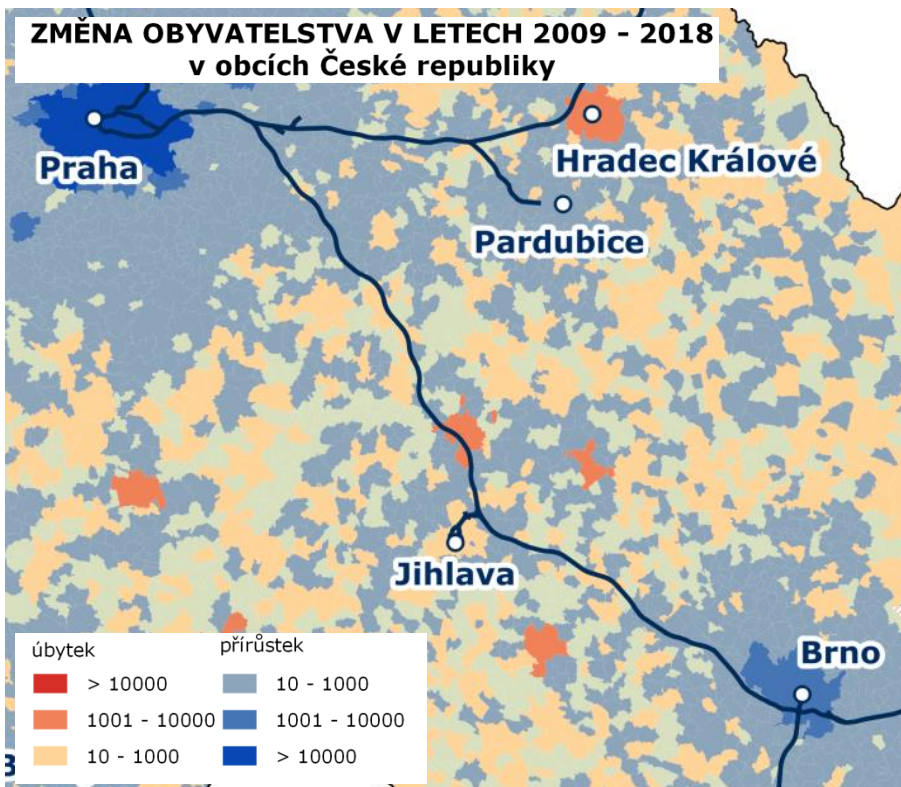 ZMĚNA OBYVATELSTVA V LETECH 2009 - 2018
v obcích České republiky
Praha
Hradec Králové
Pardubice
Jihlava
Brno
úbytek
přírůstek
> 10000
10 - 1000
1001 - 10000
1001 - 10000
10 - 1000
> 10000